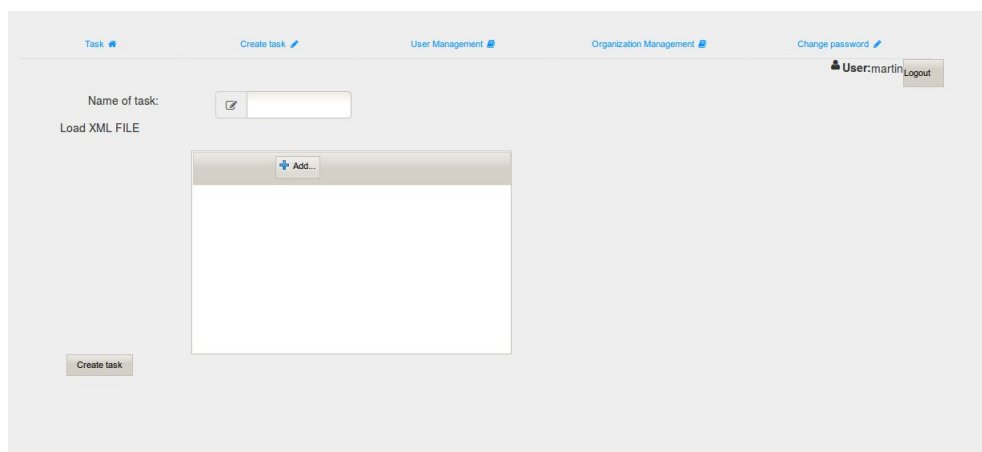 Task Create task User Management Organization Management Change password
User:martin Logout
Name of task:
Load XML FILE
Add...
Create task